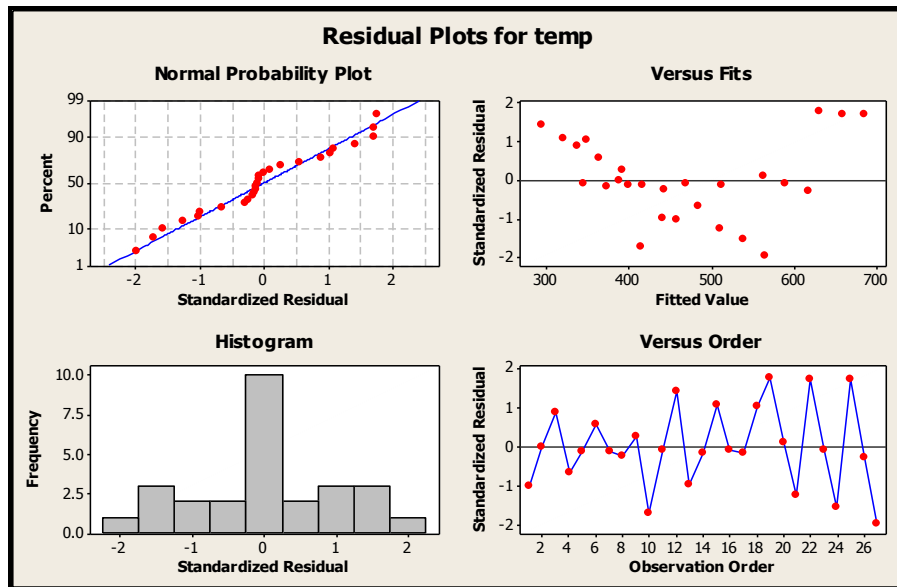 Residual Plots for temp
Normal Probability Plot
99
90
50
10
1
Percent
-2 -1 0 1 2
Standardized Residual
Versus Fits
2
1
0
-1
-2
Standardized Residual
300 400 500 600 700
Fitted Value
Histogram
10.0
7.5
5.0
2.5
0.0
Frequency
-2 -1 0 1 2
Standardized Residual
Versus Order
2
1
0
-1
-2
Standardized Residual
2 4 6 8 10 12 14 16 18 20 22 24 26
Observation Order